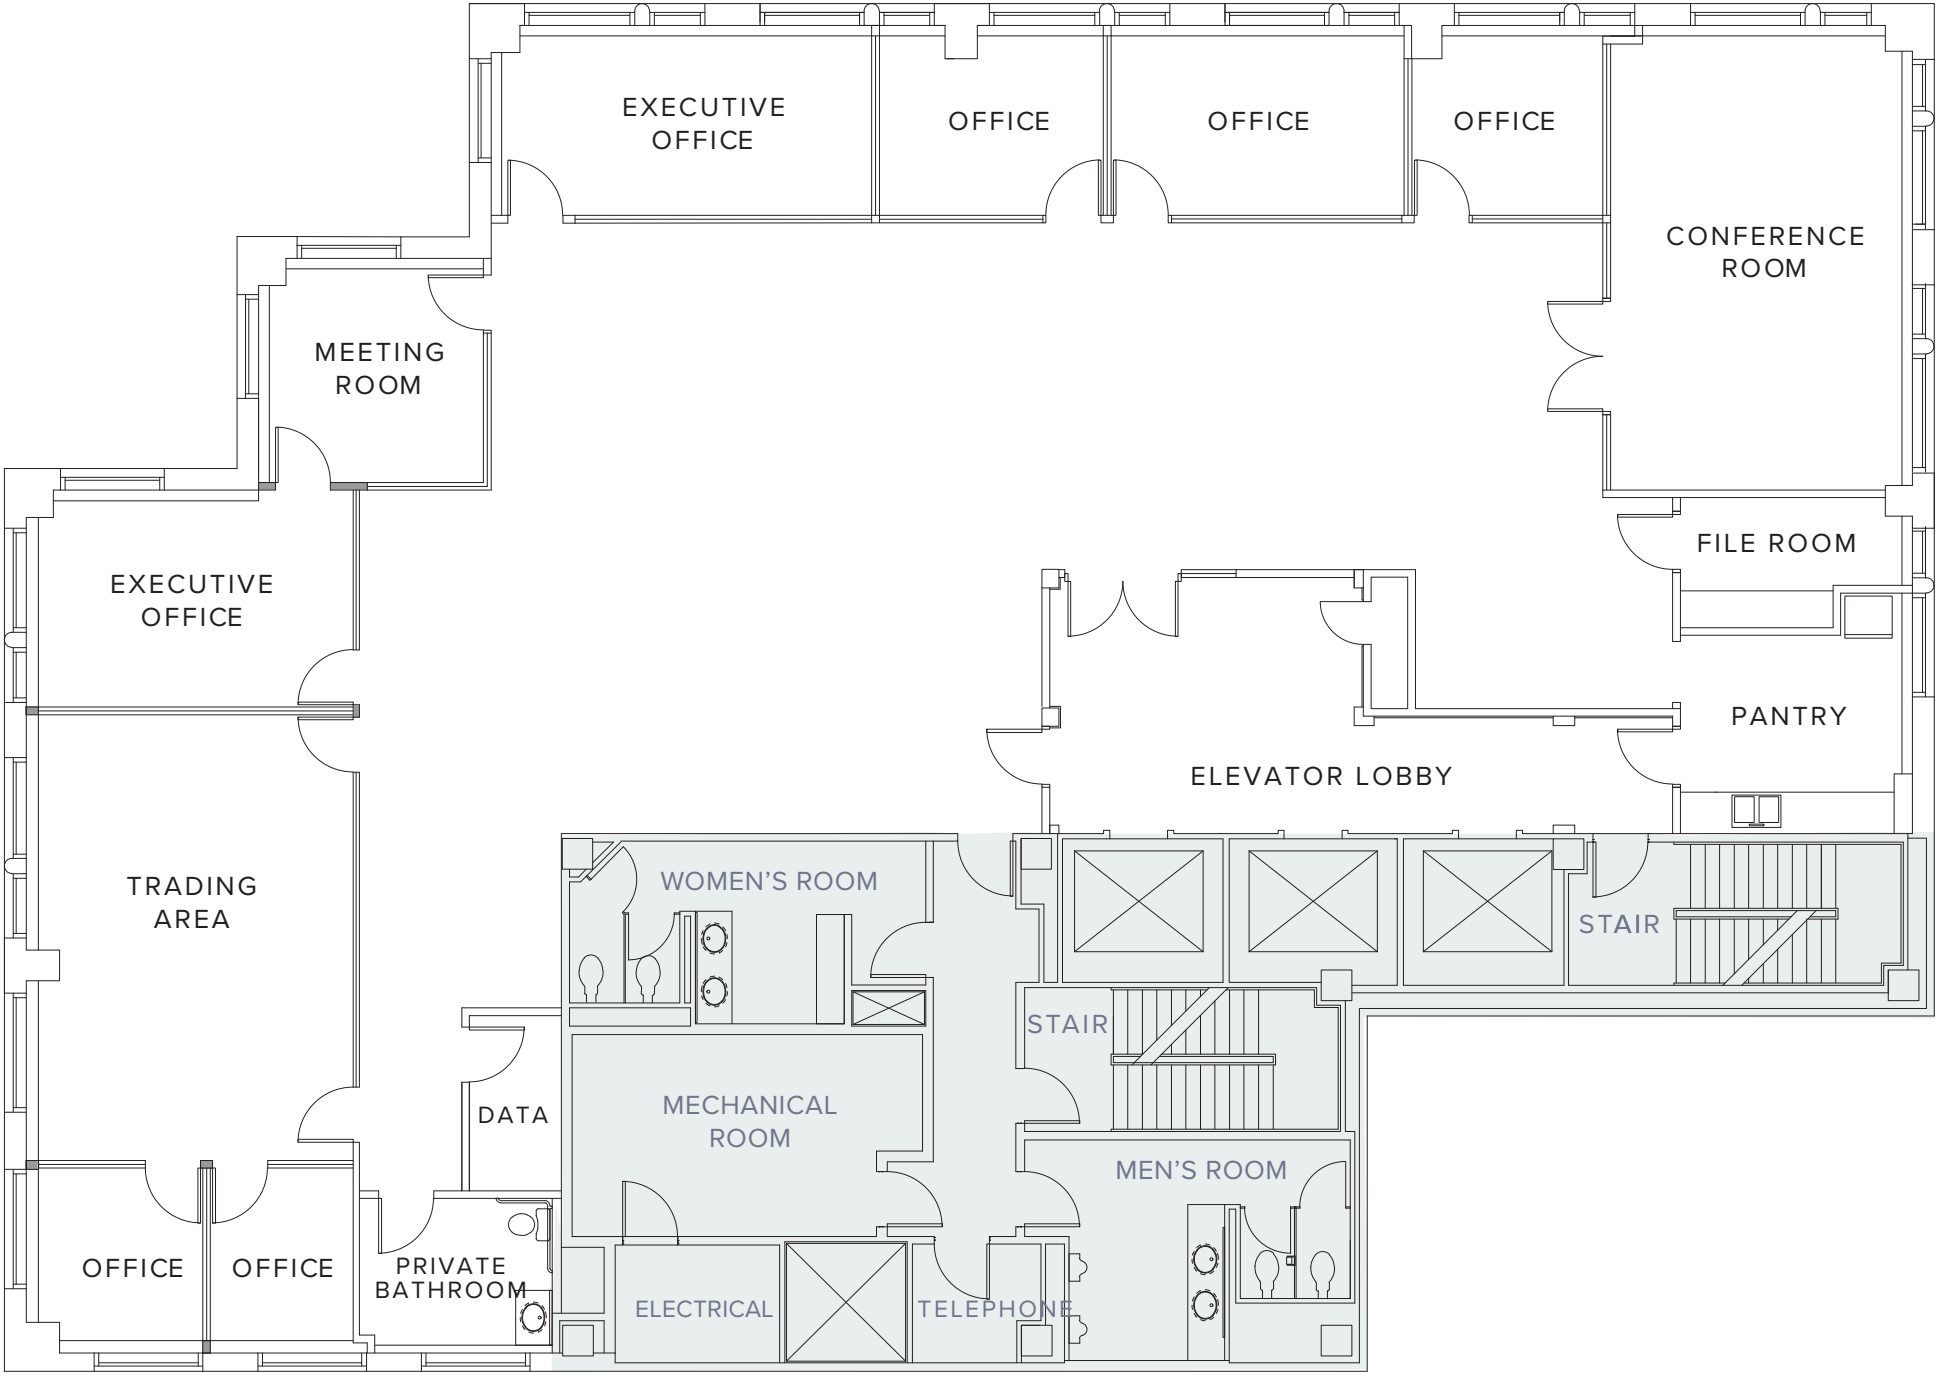 EXECUTIVE
OFFICE
OFFICE
OFFICE
OFFICE
CONFERENCE
ROOM
MEETING
ROOM
FILE ROOM
EXECUTIVE
OFFICE
PANTRY
ELEVATOR LOBBY
TRADING
AREA
WOMEN'S ROOM
STAIR
STAIR
DATA
MECHANICAL
ROOM
MEN'S ROOM
OFFICE
OFFICE
PRIVATE
BATHROOM
ELECTRICAL
TELEPHONE